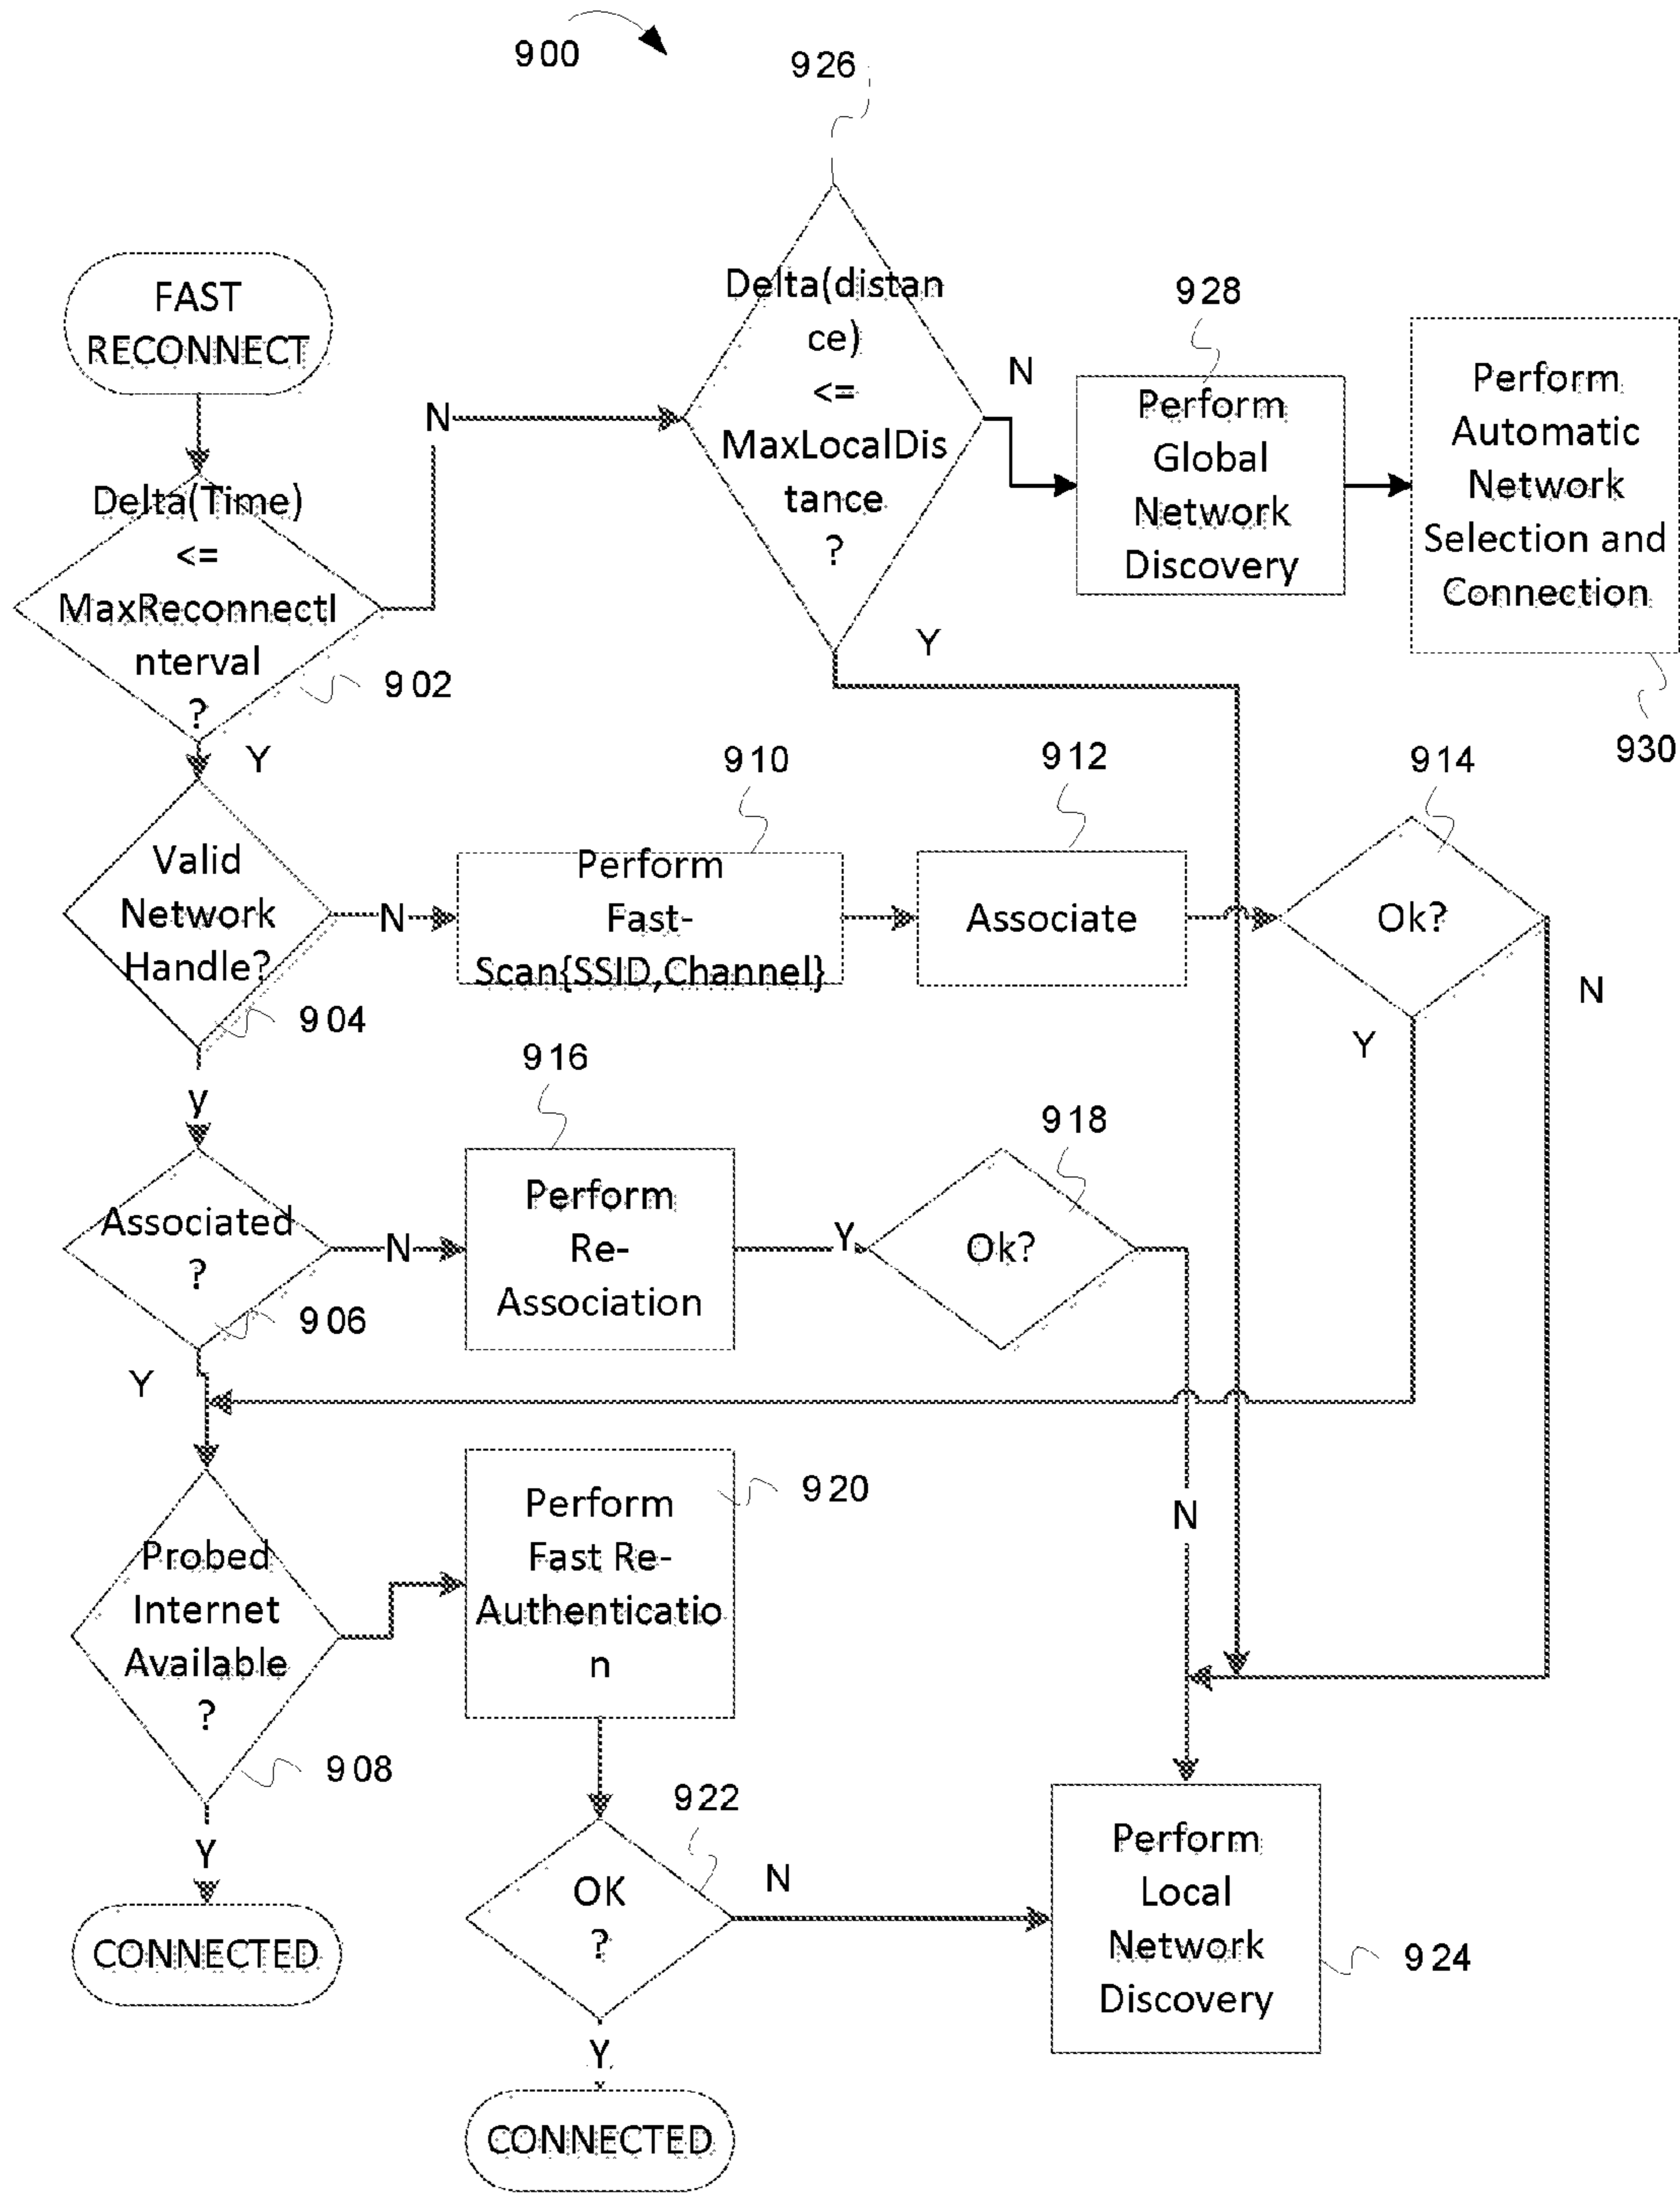 900
926
FAST
RECONNECT
Delta(Time)
<=
MaxReconnectI
nterval
?
902
N
Y
Delta(distan
ce)
<=
MaxLocalDis
tance
?
N
Y
928
Perform
Global
Network
Discovery
Perform
Automatic
Network
Selection and
Connection
930
Valid
Network
Handle?
904
N
y
910
Perform
Fast-
Scan{SSID,Channel}
912
Associate
914
Ok?
N
Y
Associated
?
906
N
Y
916
Perform
Re-
Association
Y
918
Ok?
N
Probed
Internet
Available
?
908
Y
CONNECTED
920
Perform
Fast Re-
Authenticatio
n
922
OK
?
N
Y
CONNECTED
Perform
Local
Network
Discovery
924